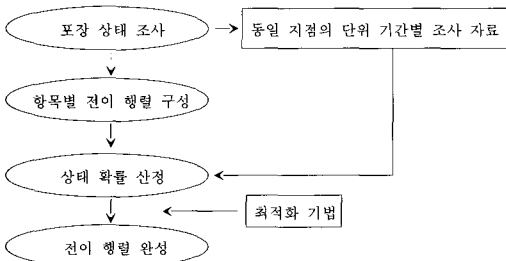 포장 상태 조사
동일 지점의 단위 기간별 조사 자료
항목별 전이 행렬 구성
상태 확률 산정
최적화 기법
전이 행렬 완성